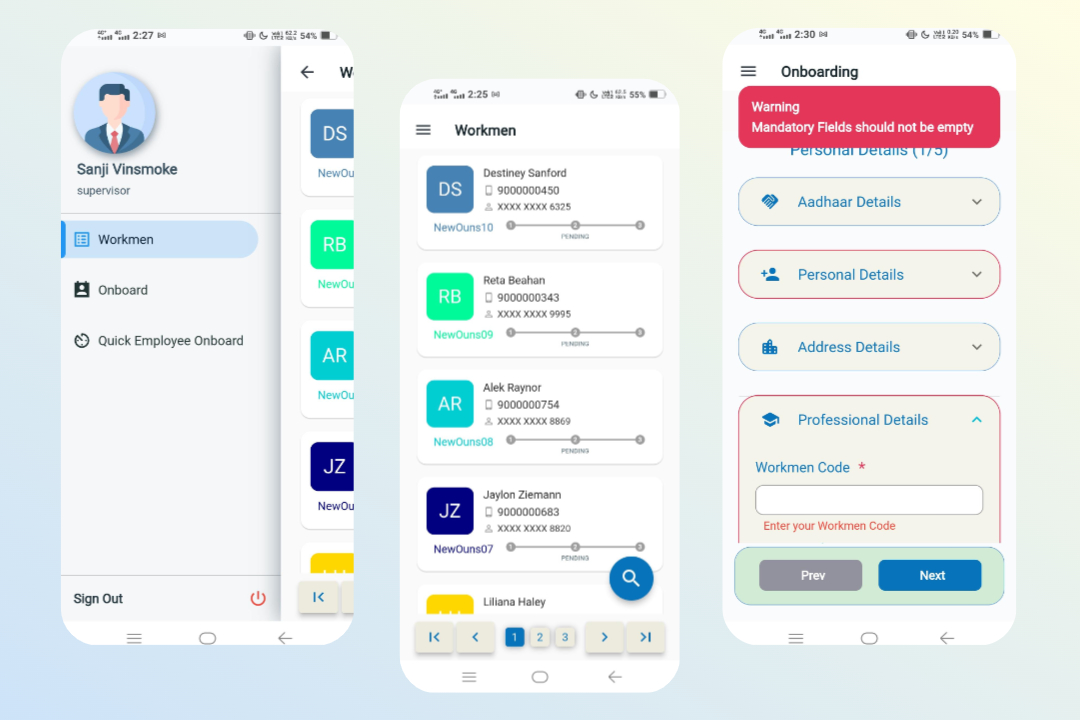 2:27
54%
Sanji Vinsmoke
supervisor
Workmen
Onboard
Quick Employee Onboard
Sign Out
DS
NewOu
RB
NewOu
AR
NewOu
JZ
NewOu
2:25
55%
Workmen
DS
Destiney Sanford
9000000450
XXXX XXXX 6325
NewOuns10
1 2 3
PENDING
RB
Reta Beahan
9000000343
XXXX XXXX 9995
NewOuns09
1 2 3
PENDING
AR
Alek Raynor
9000000754
XXXX XXXX 8869
NewOuns08
1 2 3
PENDING
JZ
Jaylon Ziemann
9000000683
XXXX XXXX 8820
NewOuns07
1 2 3
PENDING
Liliana Haley
1 2 3
2:30
54%
Onboarding
Warning
Mandatory Fields should not be empty
Personal Details (1/5)
Aadhaar Details
Personal Details
Address Details
Professional Details
Workmen Code *
Enter your Workmen Code
Prev Next